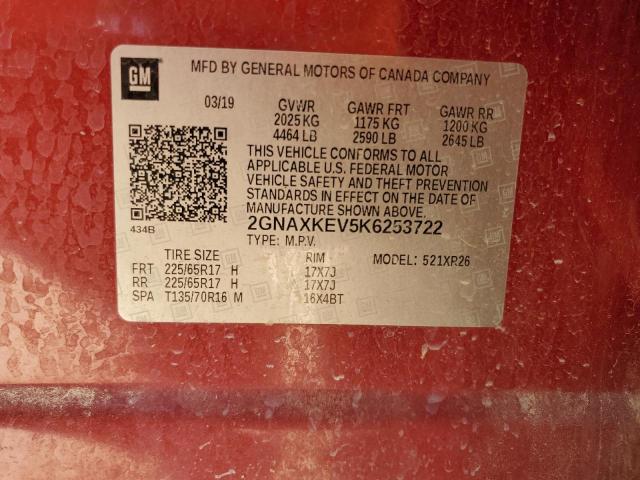 GM
MFD BY GENERAL MOTORS OF CANADA COMPANY
03/19 GVWR GAWR FRT GAWR RR
2025 KG 1175 KG 1200 KG
4464 LB 2590 LB 2645 LB
THIS VEHICLE CONFORMS TO ALL
APPLICABLE U.S. FEDERAL MOTOR
VEHICLE SAFETY AND THEFT PREVENTION
STANDARDS IN EFFECT ON THE DATE OF
MANUFACTURE SHOWN ABOVE.
434B 2GNAXKEV5K6253722
TYPE: M.P.V. MODEL: 521XR26
TIRE SIZE RIM
FRT 225/65R17 H 17X7J
RR 225/65R17 H 17X7J
SPA T135/70R16 M 16X4BT